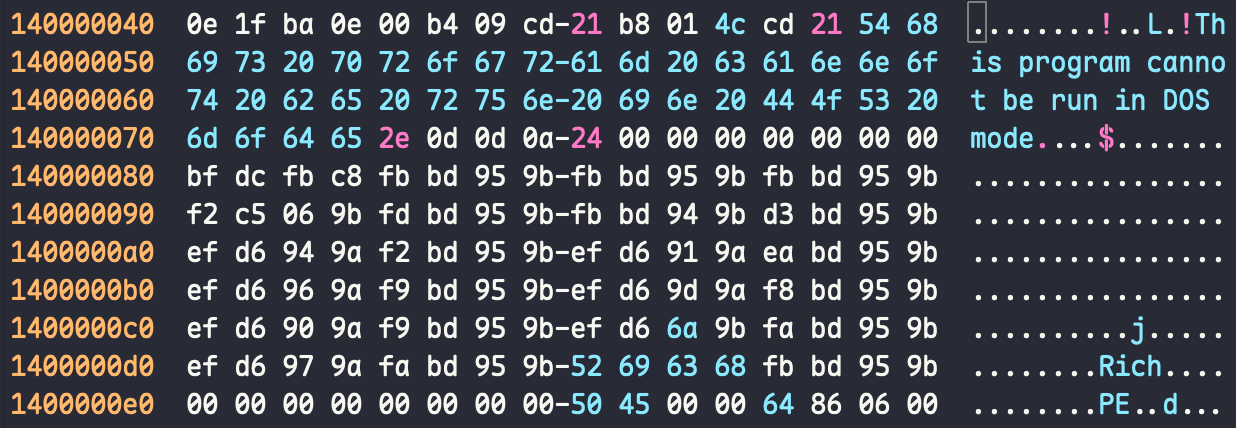 140000040 0e 1f ba 0e 00 b4 09 cd-21 b8 01 4c cd 21 54 68 ........!..L.!Th
140000050 69 73 20 70 72 6f 67 72-61 6d 20 63 61 6e 6e 6f is program canno
140000060 74 20 62 65 20 72 75 6e-20 69 6e 20 44 4f 53 20 t be run in DOS
140000070 6d 6f 64 65 2e 0d 0d 0a-24 00 00 00 00 00 00 00 mode....$.......
140000080 bf dc fb c8 fb bd 95 9b-fb bd 95 9b fb bd 95 9b ................
140000090 f2 c5 06 9b fd bd 95 9b-fb bd 94 9b d3 bd 95 9b ................
1400000a0 ef d6 94 9a f2 bd 95 9b-ef d6 91 9a ea bd 95 9b ................
1400000b0 ef d6 96 9a f9 bd 95 9b-ef d6 9d 9a f8 bd 95 9b ................
1400000c0 ef d6 90 9a f9 bd 95 9b-ef d6 6a 9b fa bd 95 9b ..........j.....
1400000d0 ef d6 97 9a fa bd 95 9b-52 69 63 68 fb bd 95 9b ........Rich....
1400000e0 00 00 00 00 00 00 00 00-50 45 00 00 64 86 06 00 ........PE..d...